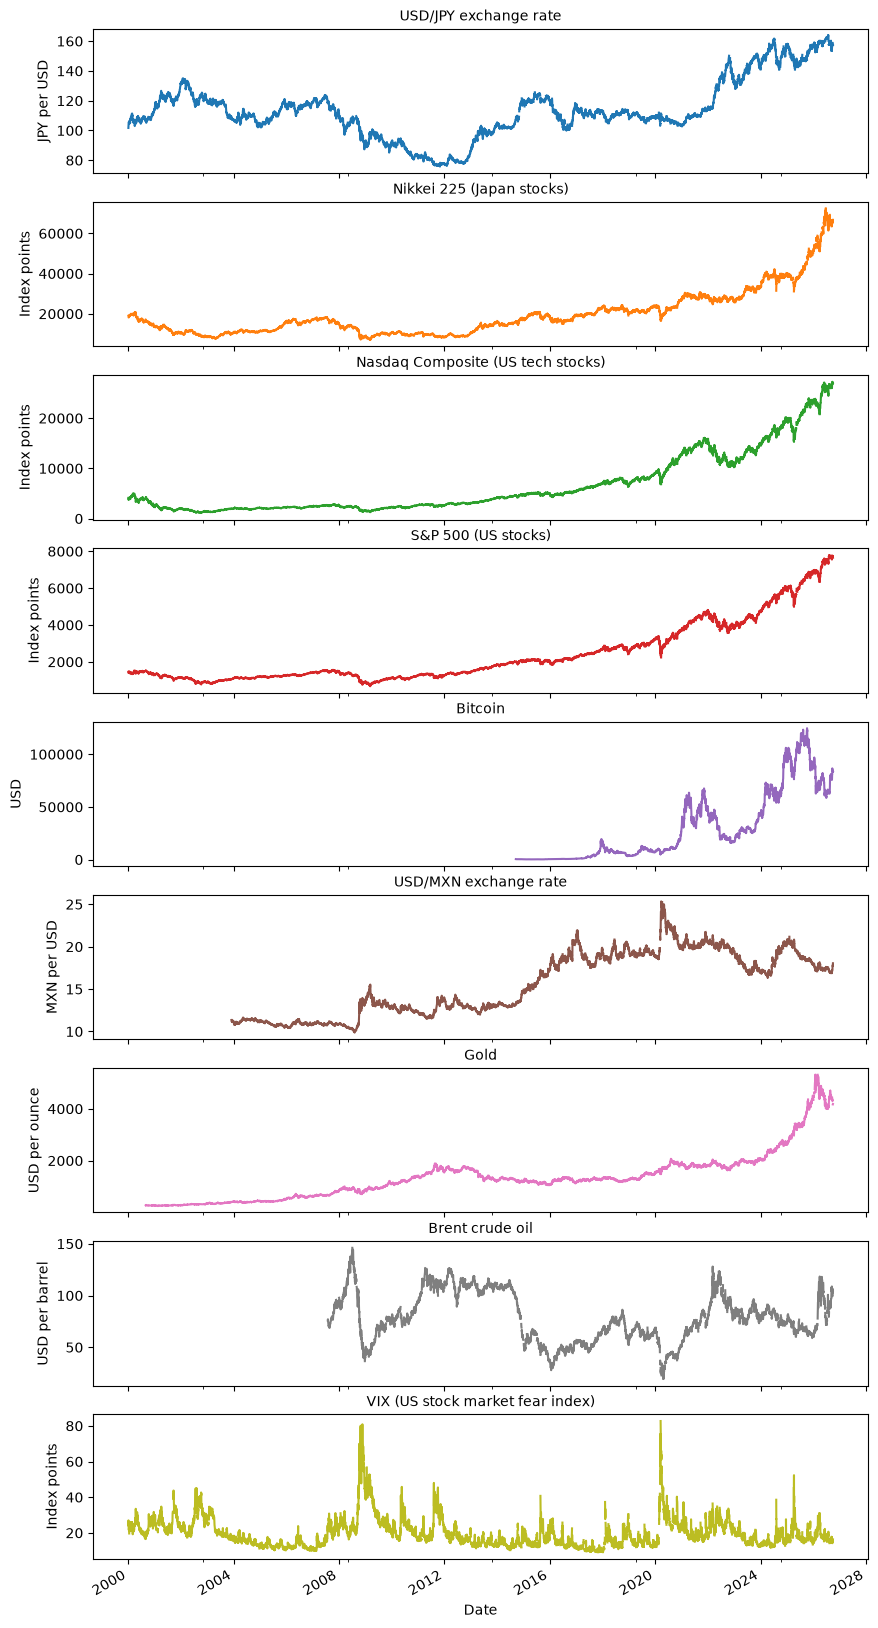 USD/JPY exchange rate
160
140
120
100
80
JPY per USD
Nikkei 225 (Japan stocks)
60000
40000
20000
Index points
Nasdaq Composite (US tech stocks)
20000
10000
0
Index points
S&P 500 (US stocks)
8000
6000
4000
2000
Index points
Bitcoin
100000
50000
0
USD
USD/MXN exchange rate
25
20
15
10
MXN per USD
Gold
4000
2000
USD per ounce
Brent crude oil
150
100
50
USD per barrel
VIX (US stock market fear index)
80
60
40
20
Index points
2000 2004 2008 2012 2016 2020 2024 2028
Date